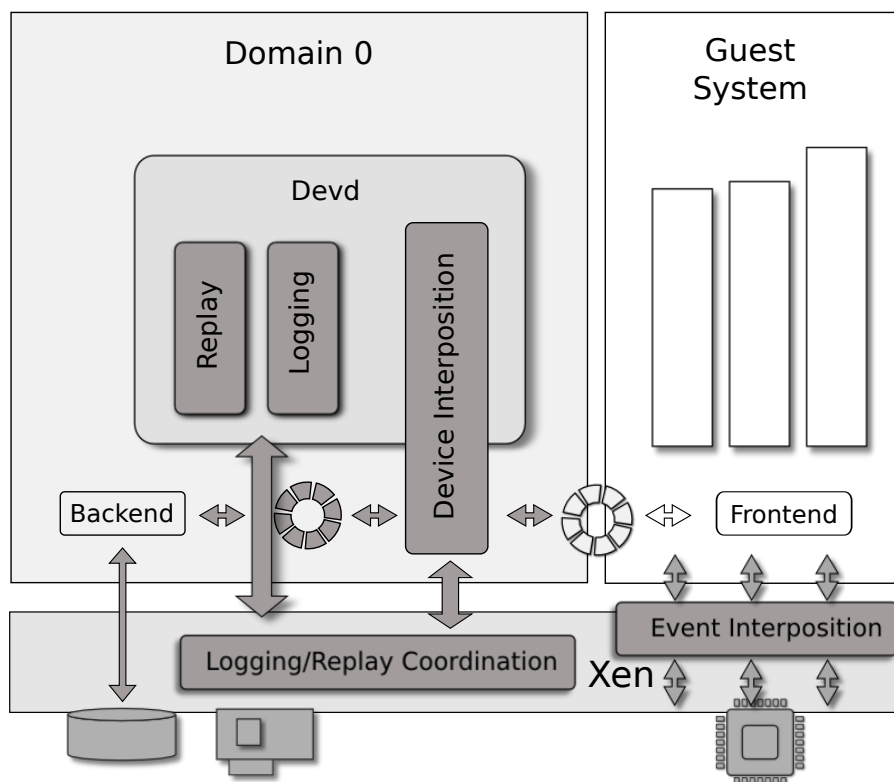 Domain 0
Guest
System
Devd
Replay
Logging
Device Interposition
Backend
Frontend
Event Interposition
Logging/Replay Coordination
Xen